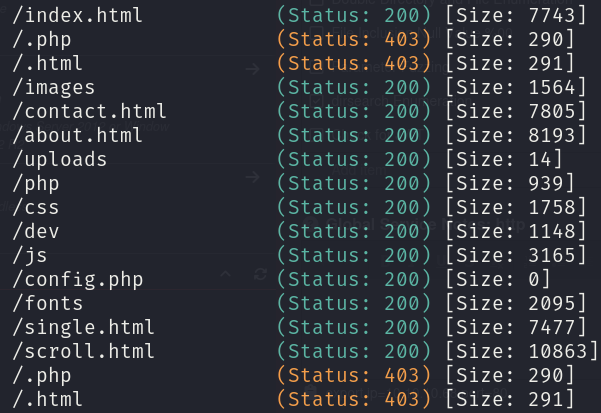 /index.html (Status: 200) [Size: 7743]
/.php (Status: 403) [Size: 290]
/.html (Status: 403) [Size: 291]
/images (Status: 200) [Size: 1564]
/contact.html (Status: 200) [Size: 7805]
/about.html (Status: 200) [Size: 8193]
/uploads (Status: 200) [Size: 14]
/php (Status: 200) [Size: 939]
/css (Status: 200) [Size: 1758]
/dev (Status: 200) [Size: 1148]
/js (Status: 200) [Size: 3165]
/config.php (Status: 200) [Size: 0]
/fonts (Status: 200) [Size: 2095]
/single.html (Status: 200) [Size: 7477]
/scroll.html (Status: 200) [Size: 10863]
/.php (Status: 403) [Size: 290]
/.html (Status: 403) [Size: 291]